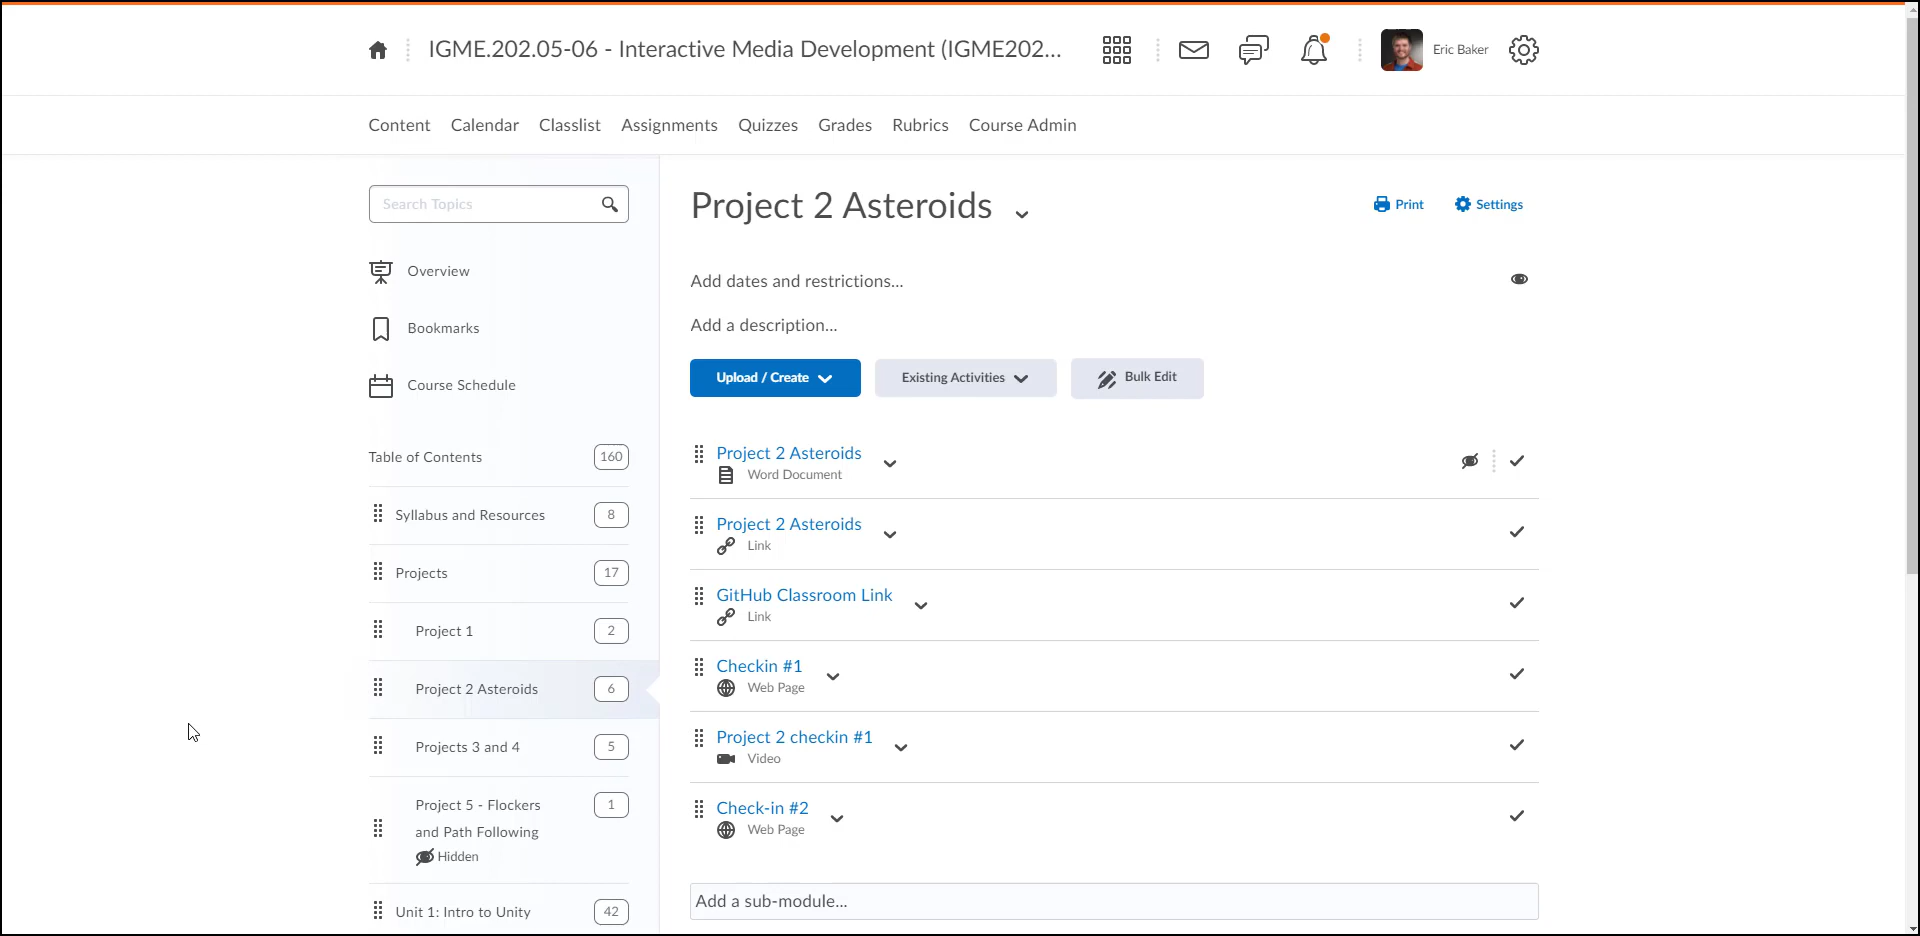 IGME.202.05-06 - Interactive Media Development (IGME202...
Eric Baker
Content Calendar Classlist Assignments Quizzes Grades Rubrics Course Admin
Search Topics
Overview
Bookmarks
Course Schedule
Table of Contents 160
Syllabus and Resources 8
Projects 17
Project 1 2
Project 2 Asteroids 6
Projects 3 and 4 5
Project 5 - Flockers 1
and Path Following
Hidden
Unit 1: Intro to Unity 42
Project 2 Asteroids
Print Settings
Add dates and restrictions...
Add a description...
Upload / Create Existing Activities Bulk Edit
Project 2 Asteroids
Word Document
Project 2 Asteroids
Link
GitHub Classroom Link
Link
Checkin #1
Web Page
Project 2 checkin #1
Video
Check-in #2
Web Page
Add a sub-module...